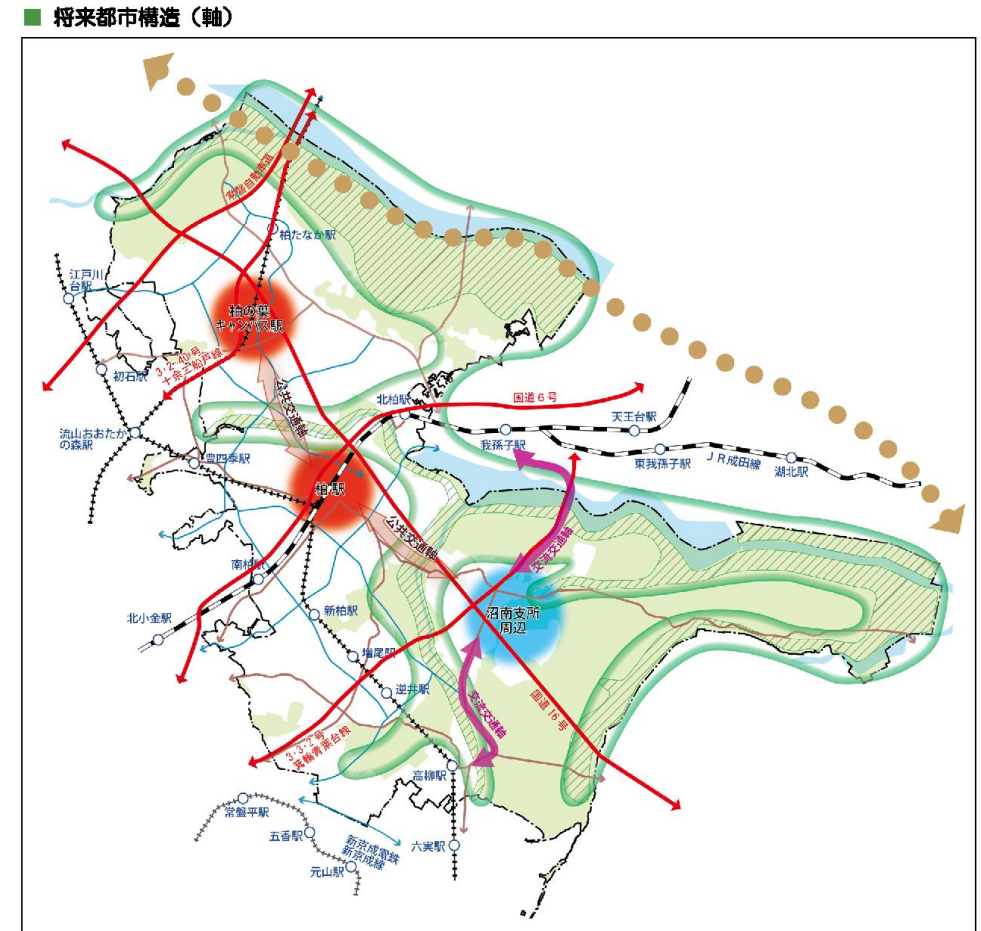 ■ 将来都市構造（軸）
常磐自動車道
柏たなか駅
江戸川
台駅
柏の葉
キャンパス駅
3・2・40号
十余二船戸線
初石駅
公共交通軸
北柏駅
国道6号
天王台駅
流山おおたか
の森駅
豊四季駅
我孫子駅
東我孫子駅
JR成田線
湖北駅
柏駅
公共交通軸
交流交通軸
南柏駅
北小金駅
新柏駅
沼南支所
周辺
増尾駅
逆井駅
交流交通軸
国道16号
3・3・2号
箕輪青葉台線
高柳駅
常盤平駅
五香駅
新京成電鉄
新京成線
六実駅
元山駅